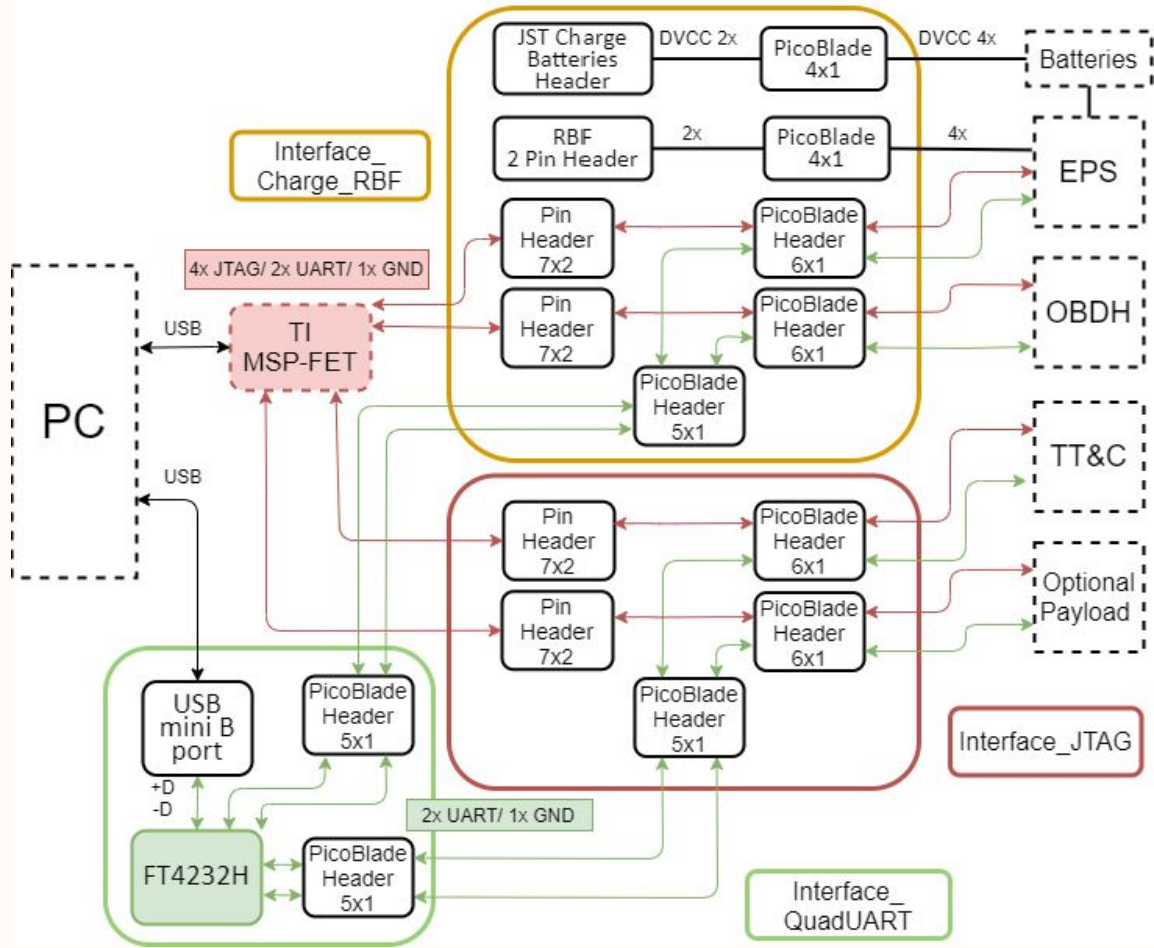 JST Charge
Batteries
Header
DVCC 2x
PicoBlade
4x1
DVCC 4x
Batteries
RBF
2 Pin Header
2x
PicoBlade
4x1
4x
EPS
Interface_
Charge_RBF
Pin
Header
7x2
PicoBlade
Header
6x1
4x JTAG/ 2x UART/ 1x GND
Pin
Header
7x2
PicoBlade
Header
6x1
OBDH
PC
USB
TI
MSP-FET
PicoBlade
Header
5x1
USB
TT&C
Pin
Header
7x2
PicoBlade
Header
6x1
Pin
Header
7x2
PicoBlade
Header
6x1
Optional
Payload
USB
mini B
port
PicoBlade
Header
5x1
PicoBlade
Header
5x1
Interface_JTAG
+D
-D
2x UART/ 1x GND
FT4232H
PicoBlade
Header
5x1
Interface_
QuadUART